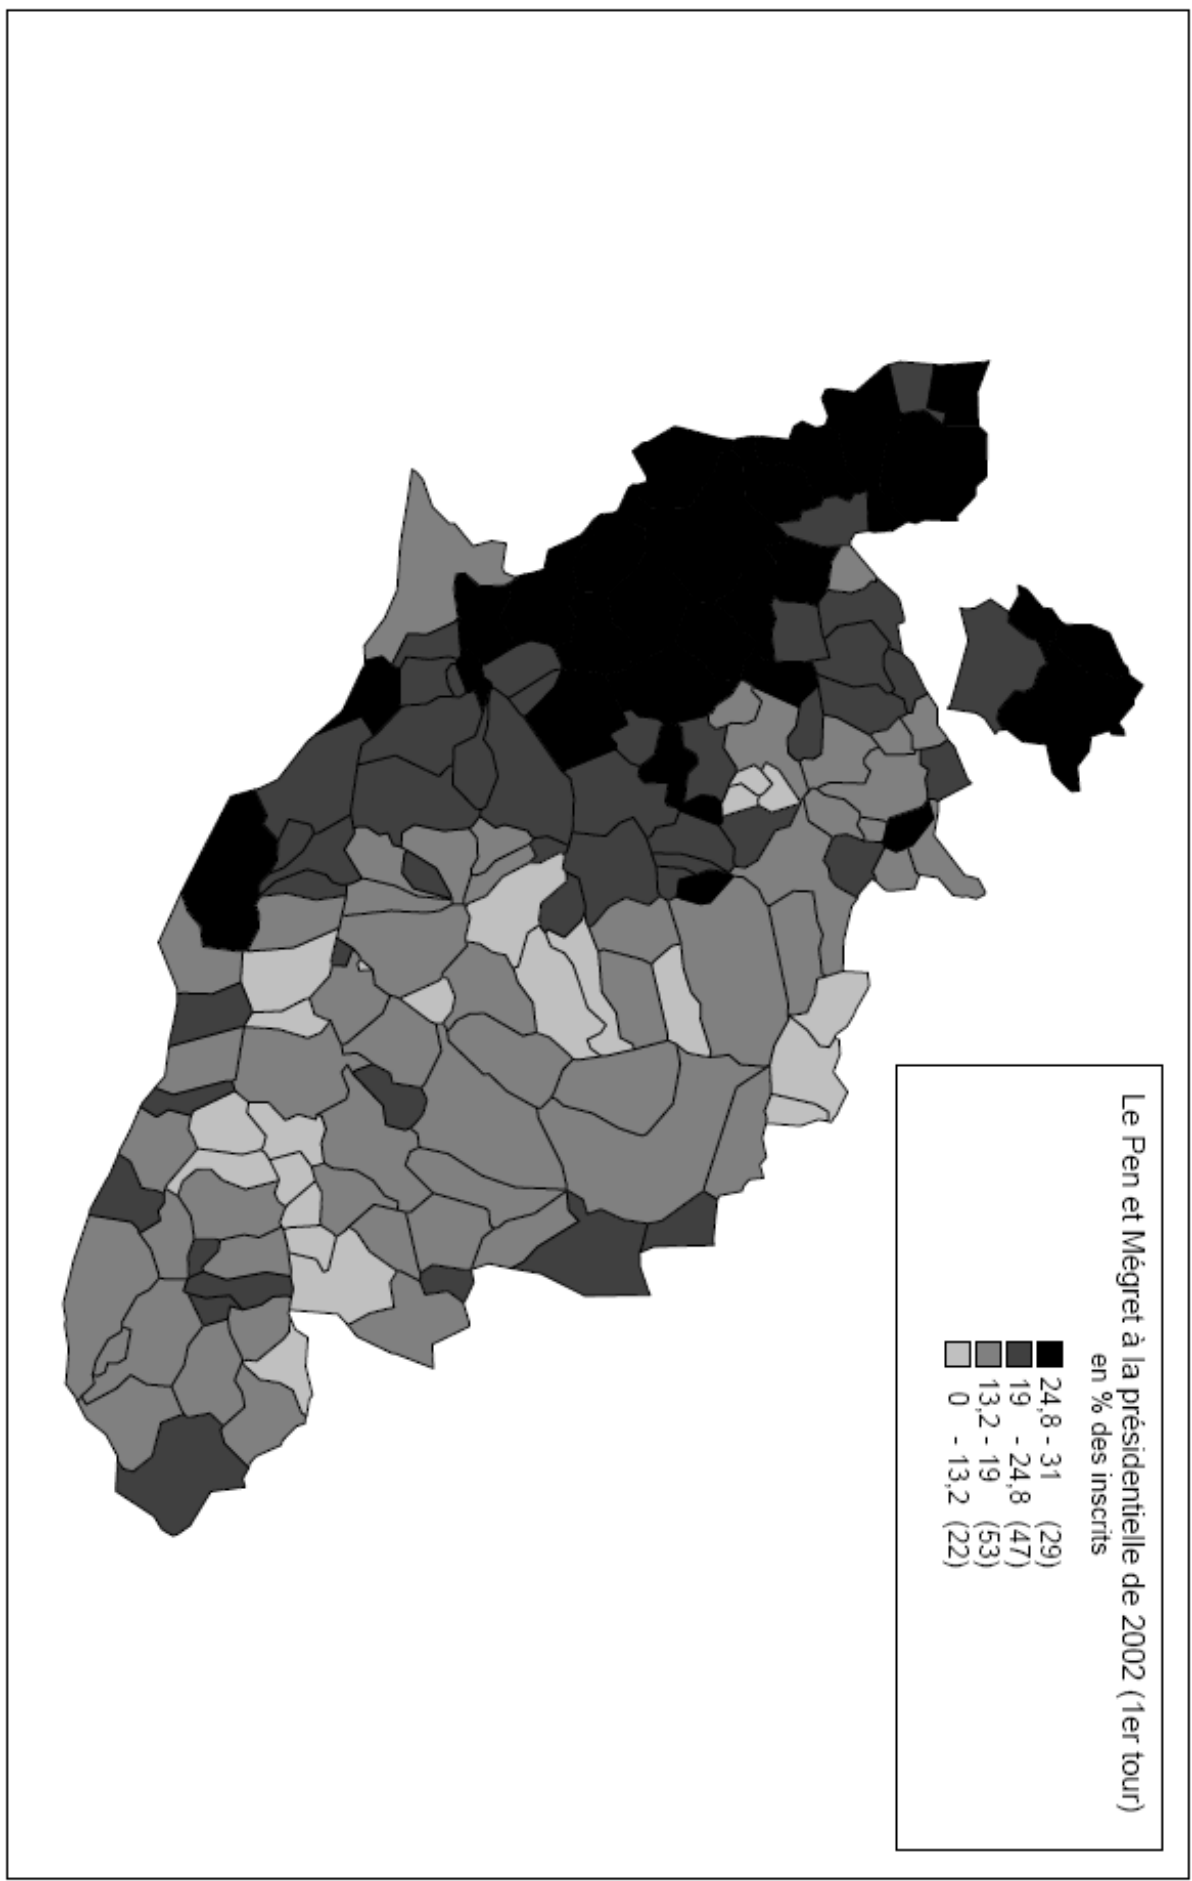 Le Pen et Mégret à la présidentielle de 2002 (1er tour)
en % des inscrits
24,8 - 31 (29)
19 - 24,8 (47)
13,2 - 19 (53)
0 - 13,2 (22)